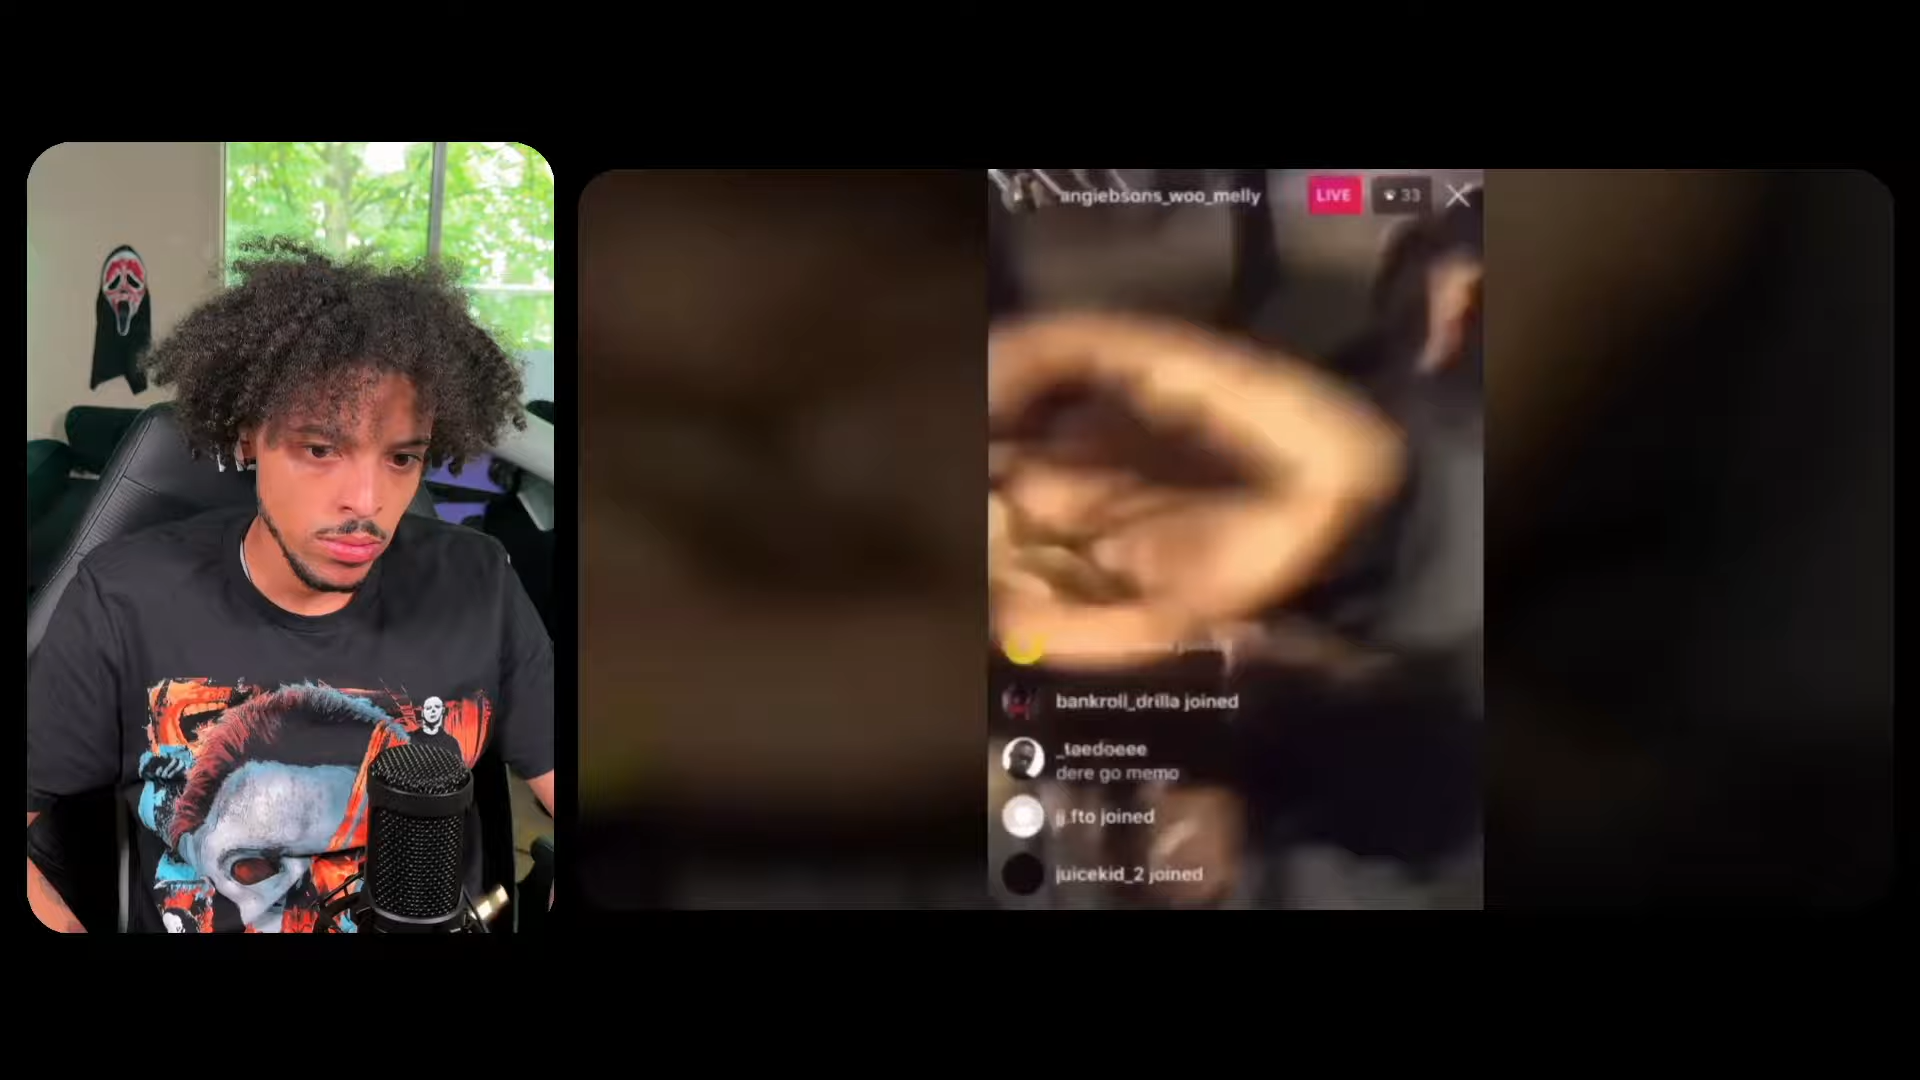 angiebsons_woo_melly
LIVE
33
bankroll_drilla joined
_taedoeee
dere go memo
jj.fto joined
juicekid_2 joined